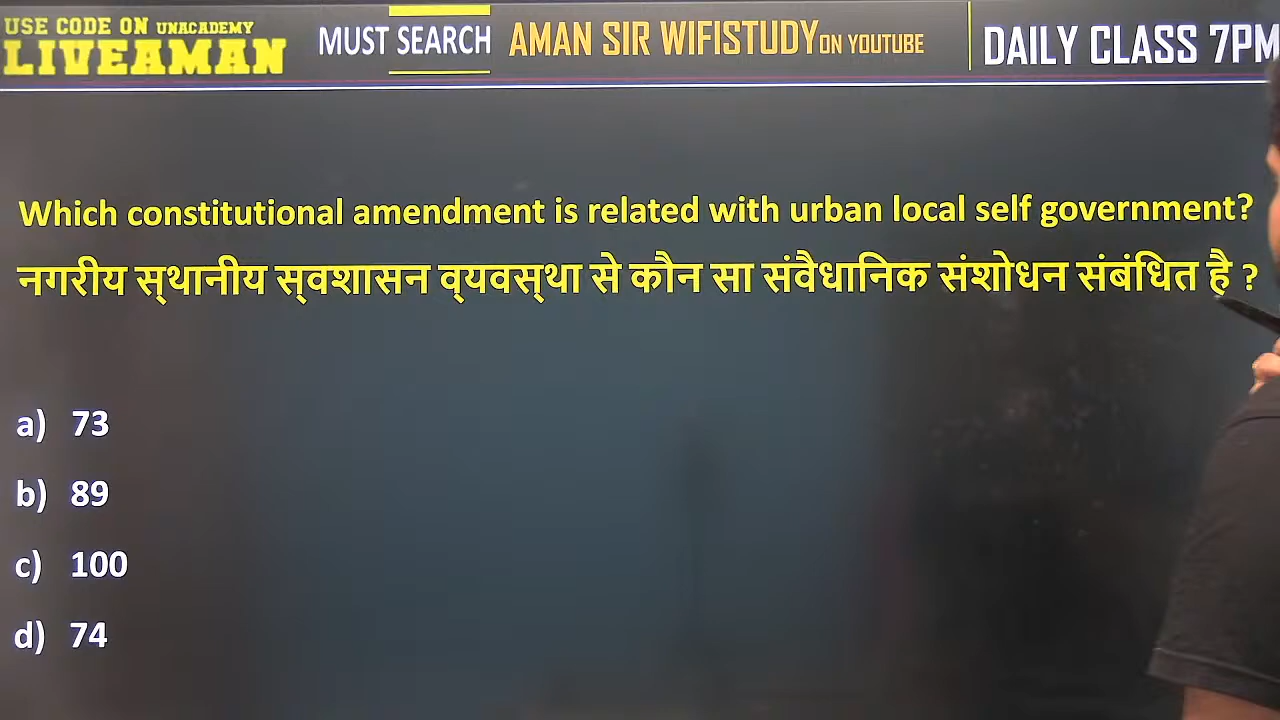 USE CODE ON UNACADEMY
LIVEAMAN
MUST SEARCH AMAN SIR WIFISTUDY ON YOUTUBE
DAILY CLASS 7PM
Which constitutional amendment is related with urban local self government?
नगरीय स्थानीय स्वशासन व्यवस्था से कौन सा संवैधानिक संशोधन संबंधित है ?
a) 73
b) 89
c) 100
d) 74